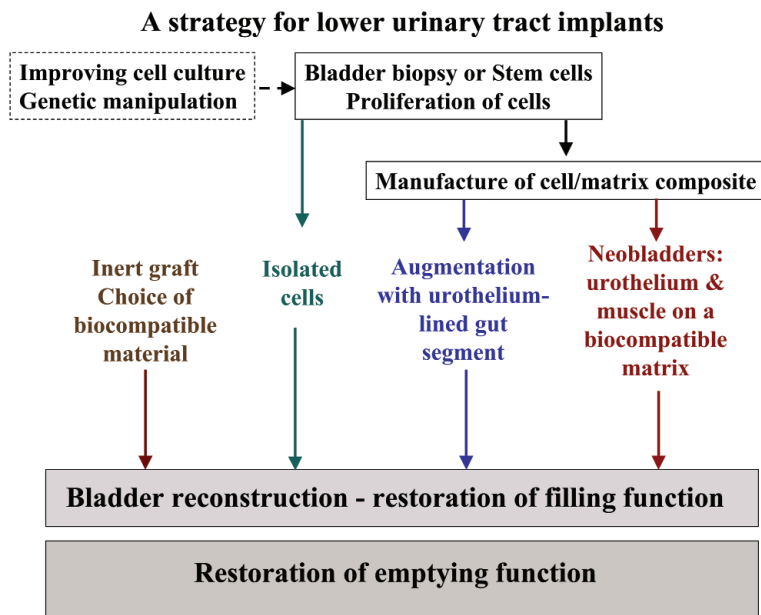 A strategy for lower urinary tract implants
Improving cell culture
Genetic manipulation
Bladder biopsy or Stem cells
Proliferation of cells
Manufacture of cell/matrix composite
Inert graft
Choice of
biocompatible
material
Isolated
cells
Augmentation
with urothelium-
lined gut
segment
Neobladders:
urothelium &
muscle on a
biocompatible
matrix
Bladder reconstruction - restoration of filling function
Restoration of emptying function